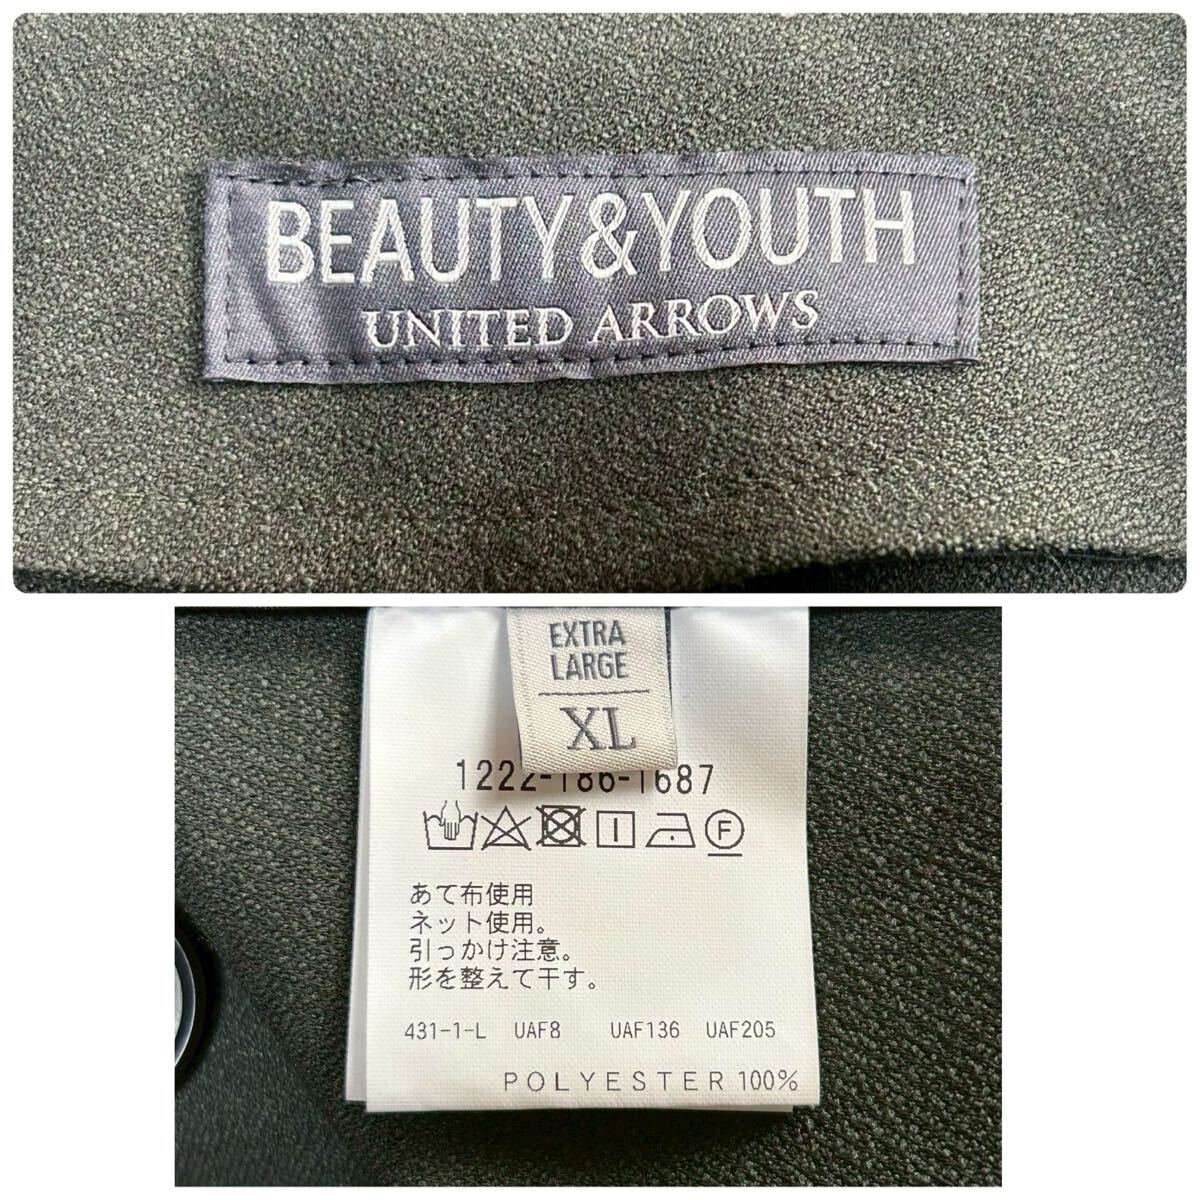 BEAUTY&YOUTH
UNITED ARROWS
EXTRA
LARGE
XL
1222-186-1687
F
あて布使用
ネット使用。
引っかけ注意。
形を整えて干す。
431-1-L UAF8 UAF136 UAF205
POLYESTER 100%